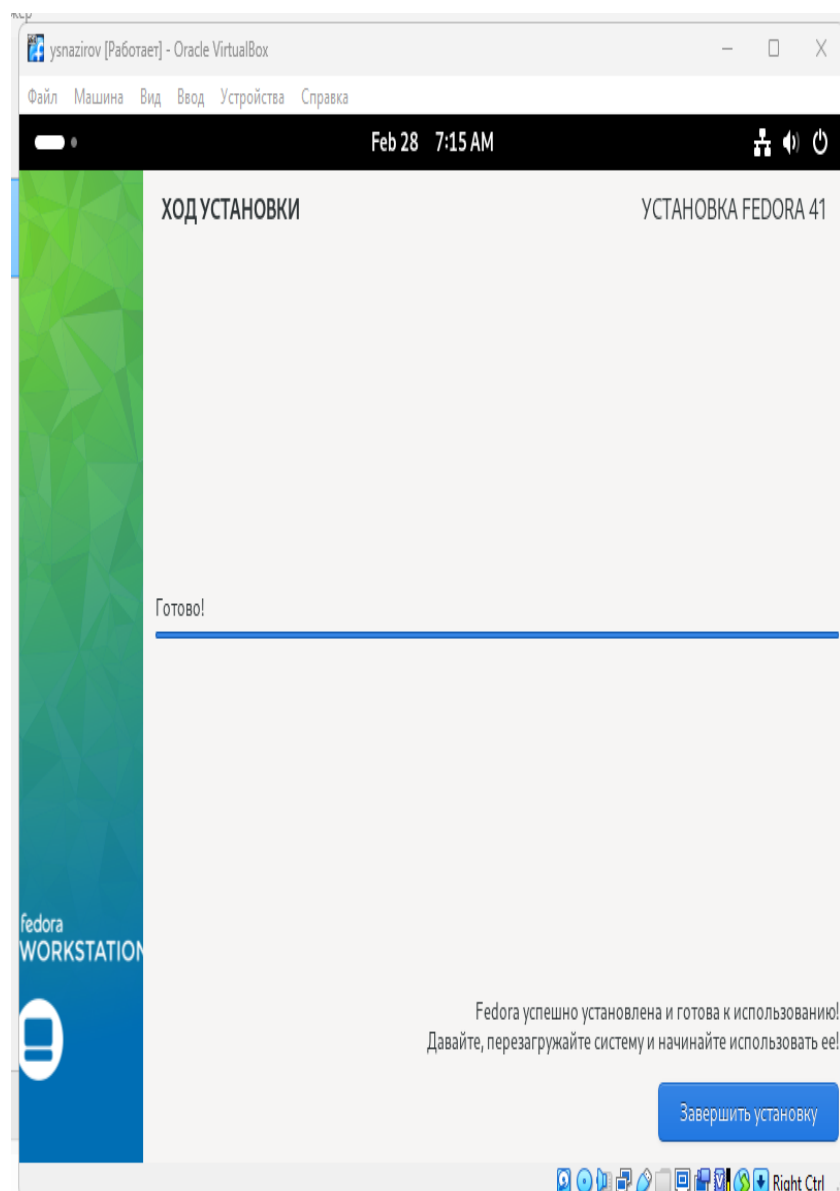 ysnazirov [Работает] - Oracle VirtualBox
Файл Машина Вид Ввод Устройства Справка
Feb 28 7:15 AM
ХОД УСТАНОВКИ
УСТАНОВКА FEDORA 41
Готово!
fedora
WORKSTATION
Fedora успешно установлена и готова к использованию!
Давайте, перезагружайте систему и начинайте использовать ее!
Завершить установку
Right Ctrl